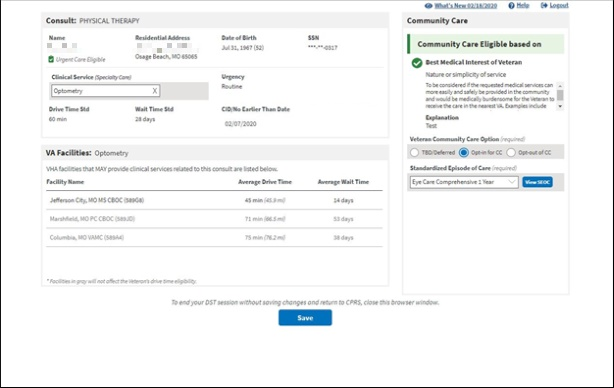 What's New 02/18/2020 Help Logout
Consult: PHYSICAL THERAPY
Name Residential Address Date of Birth SSN
Jul 31, 1967 (52) ***-**-0317
Osage Beach, MO 65065
Urgent Care Eligible
Clinical Service (Specialty Care) Urgency
Optometry X Routine
Drive Time Std Wait Time Std CID/No Earlier Than Date
60 min 28 days 02/07/2020
VA Facilities: Optometry
VHA facilities that MAY provide clinical services related to this consult are listed below.
Facility Name Average Drive Time Average Wait Time
Jefferson City, MO MS CBOC (589G8) 45 min 24 days
Marshfield, MO PC CBOC 71 min 53 days
Columbia, MO VAMC (589A4) 75 min (76.2 mi) 38 days
* Facilities in gray will not affect the Veteran's drive time eligibility.
Community Care
Community Care Eligible based on
Best Medical Interest of Veteran
Nature or simplicity of service
To be considered if the requested medical services can
more easily and safely be provided in the community
and would be medically burdensome for the Veteran to
receive the care in the nearest VA. Examples include
Explanation
Test
Veteran Community Care Option (required)
TBD/Deferred Opt-in for CC Opt-out of CC
Standardized Episode of Care (required)
Eye Care Comprehensive 1 Year View SEOC
To end your DST session without saving changes and return to CPRS, close this browser window.
Save